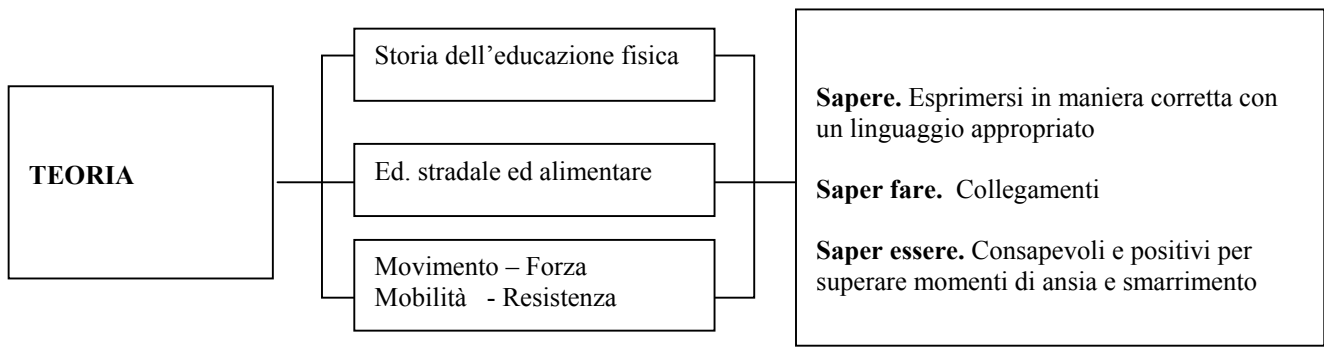 TEORIA
Storia dell’educazione fisica
Ed. stradale ed alimentare
Movimento – Forza
Mobilità - Resistenza
Sapere. Esprimersi in maniera corretta con
un linguaggio appropriato
Saper fare. Collegamenti
Saper essere. Consapevoli e positivi per
superare momenti di ansia e smarrimento